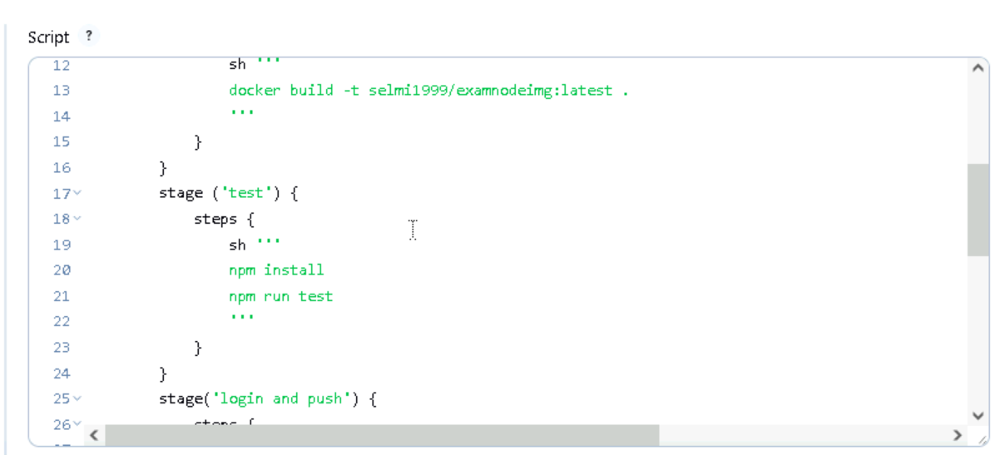 Script ?
12 sh '''
13 docker build -t selmi1999/examnodeimg:latest .
14 '''
15 }
16 }
17 stage ('test') {
18 steps {
19 sh '''
20 npm install
21 npm run test
22 '''
23 }
24 }
25 stage('login and push') {
26 steps {